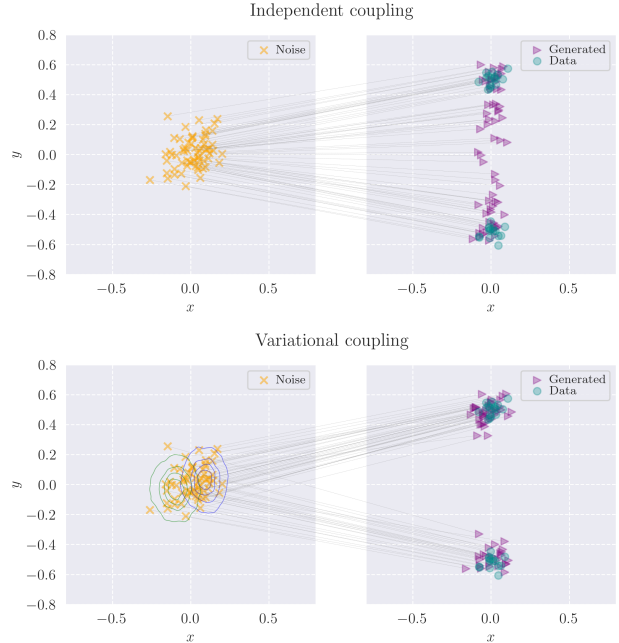 Independent coupling
Noise
Generated
Data
0.8
0.6
0.4
0.2
0.0
−0.2
−0.4
−0.6
−0.8
y
−0.5 0.0 0.5
x
−0.5 0.0 0.5
x
Variational coupling
Noise
Generated
Data
0.8
0.6
0.4
0.2
0.0
−0.2
−0.4
−0.6
−0.8
y
−0.5 0.0 0.5
x
−0.5 0.0 0.5
x